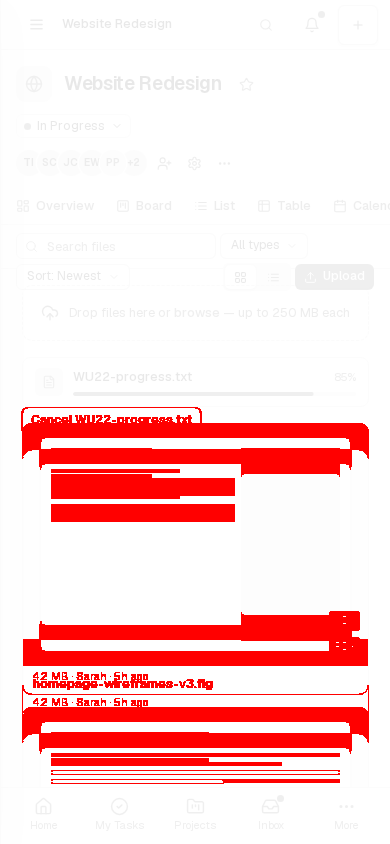 Website Redesign
Website Redesign
In Progress
TI SC JC EW PP +2
Overview Board List Table Calend
Search files All types
Sort: Newest Upload
Drop files here or browse — up to 250 MB each
WU22-progress.txt 85%
Cancel WU22-progress.txt
4.2 MB · Sarah · 5h ago
homepage-wireframes-v3.fig
4.2 MB · Sarah · 5h ago
Home My Tasks Projects Inbox More